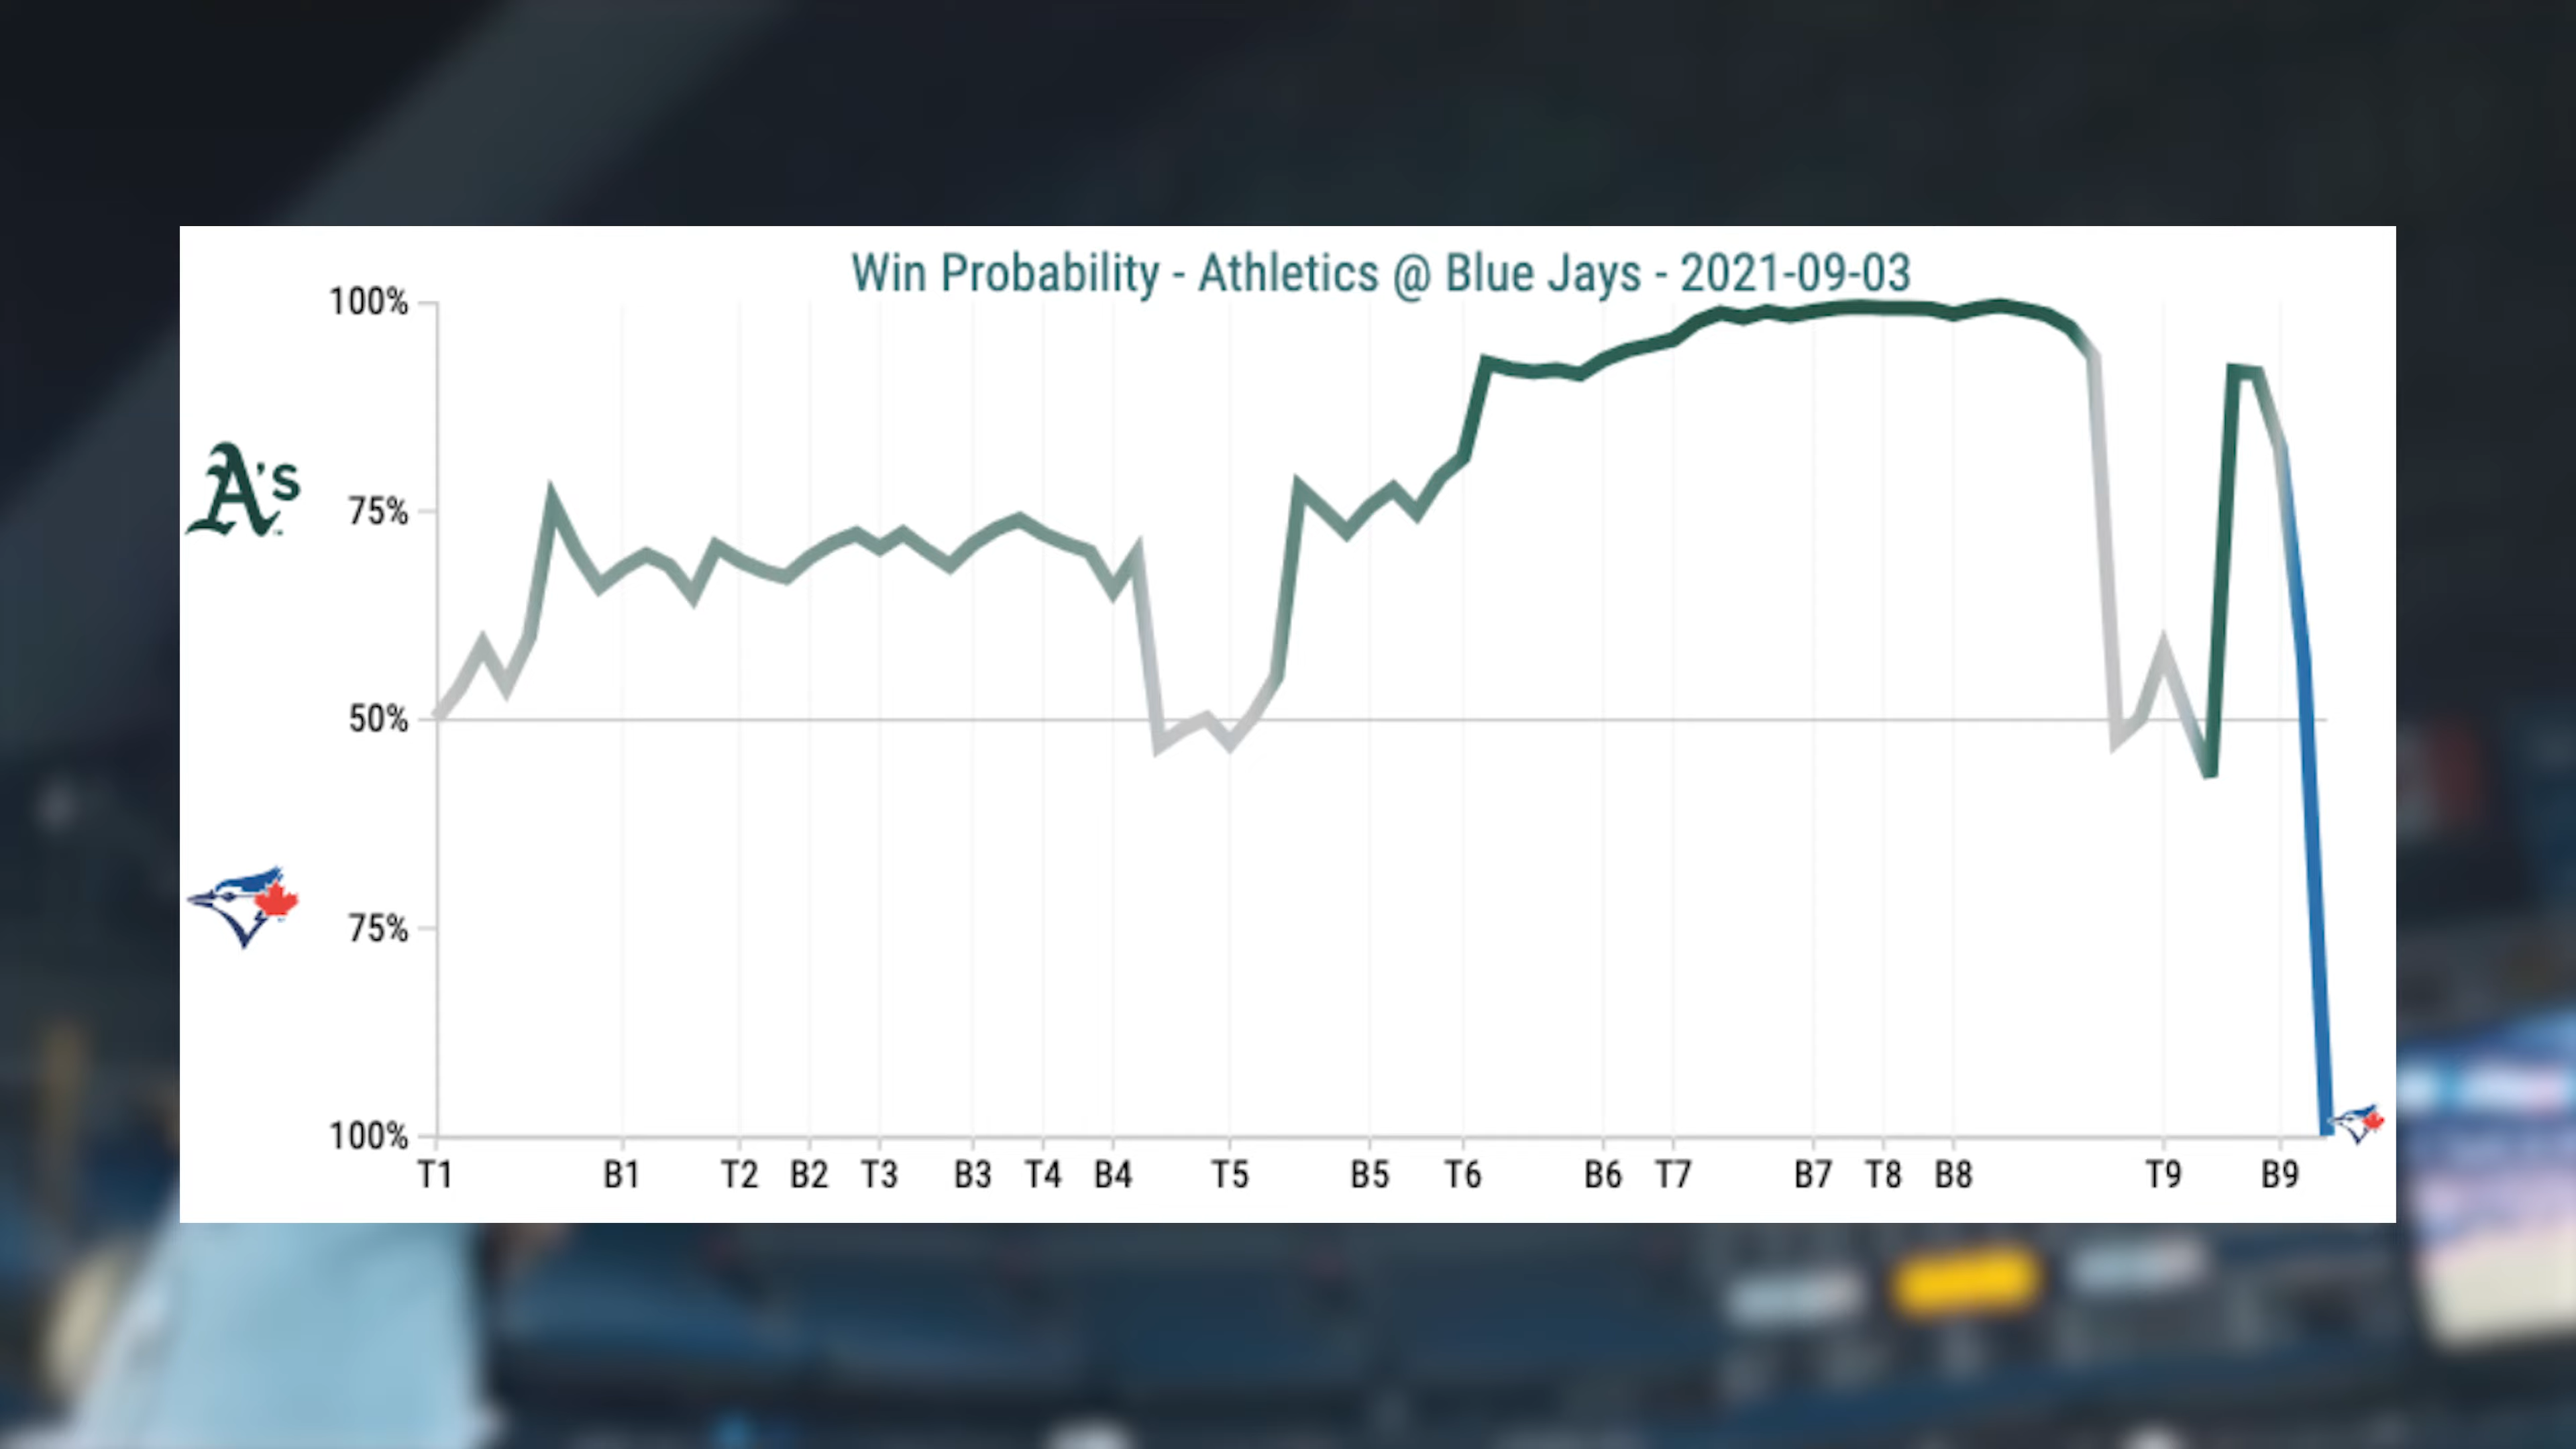 Win Probability - Athletics @ Blue Jays - 2021-09-03
100%
A's
75%
50%
75%
100%
T1 B1 T2 B2 T3 B3 T4 B4 T5 B5 T6 B6 T7 B7 T8 B8 T9 B9